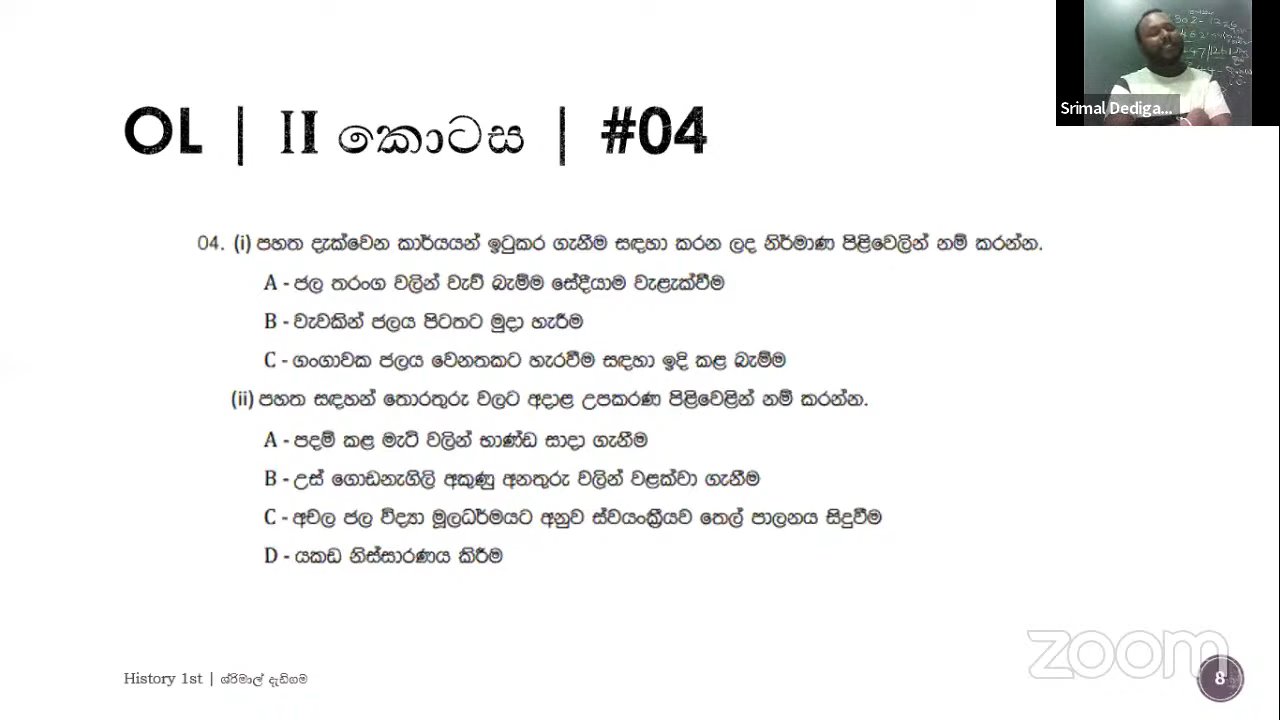 Srimal Dediga...
OL | II කොටස | #04
04. (i) පහත දැක්වෙන කාර්යයන් ඉටුකර ගැනීම සඳහා කරන ලද නිර්මාණ පිළිවෙලින් නම් කරන්න.
A - ජල තරංග වලින් වැව් බැම්ම සේදීයාම වැළැක්වීම
B - වැවකින් ජලය පිටතට මුදා හැරීම
C - ගංගාවක ජලය වෙනතකට හැරවීම සඳහා ඉදි කළ බැම්ම
(ii) පහත සඳහන් තොරතුරු වලට අදාළ උපකරණ පිළිවෙළින් නම් කරන්න.
A - පදම් කළ මැටි වලින් භාණ්ඩ සාදා ගැනීම
B - උස් ගොඩනැගිලි අකුණු අනතුරු වලින් වළක්වා ගැනීම
C - අචල ජල විද්‍යා මූලධර්මයට අනුව ස්වයංක්‍රීයව තෙල් පාලනය සිදුවීම
D - යකඩ නිස්සාරණය කිරීම
zoom
History 1st | ශ්රිමාල් දැඩිගම
8